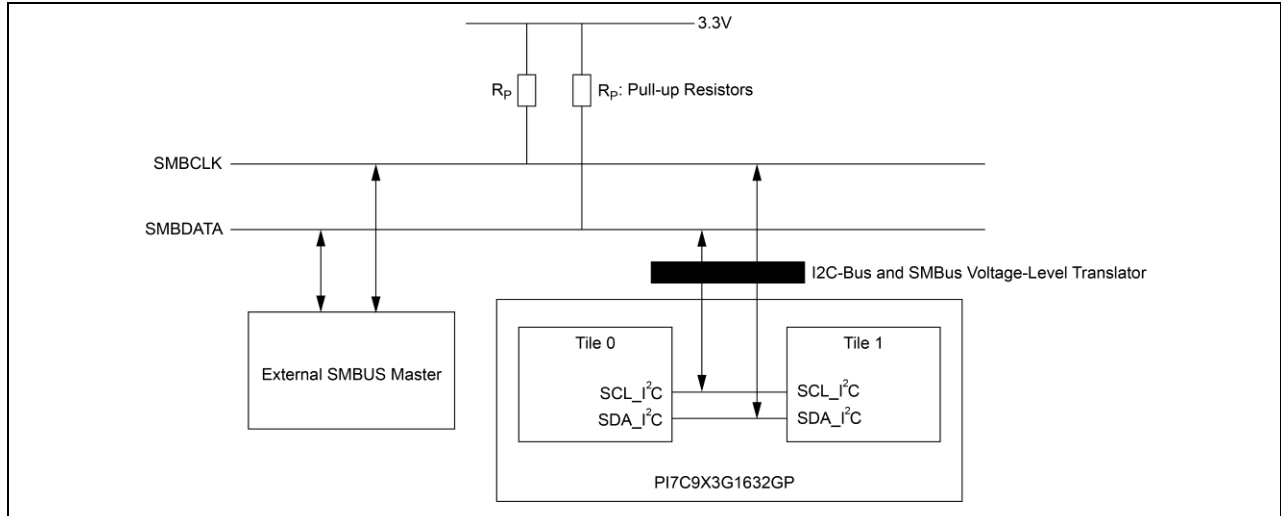 3.3V
R_P
R_P: Pull-up Resistors
SMBCLK
SMBDATA
I2C-Bus and SMBus Voltage-Level Translator
External SMBUS Master
Tile 0
Tile 1
SCL_I²C
SCL_I²C
SDA_I²C
SDA_I²C
PI7C9X3G1632GP